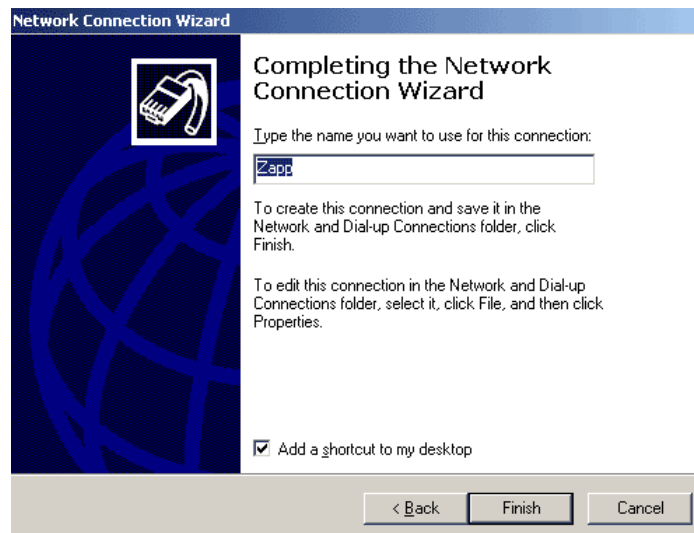 Network Connection Wizard
Completing the Network
Connection Wizard
Type the name you want to use for this connection:
Zapp
To create this connection and save it in the
Network and Dial-up Connections folder, click
Finish.
To edit this connection in the Network and Dial-up
Connections folder, select it, click File, and then click
Properties.
Add a shortcut to my desktop
< Back Finish Cancel